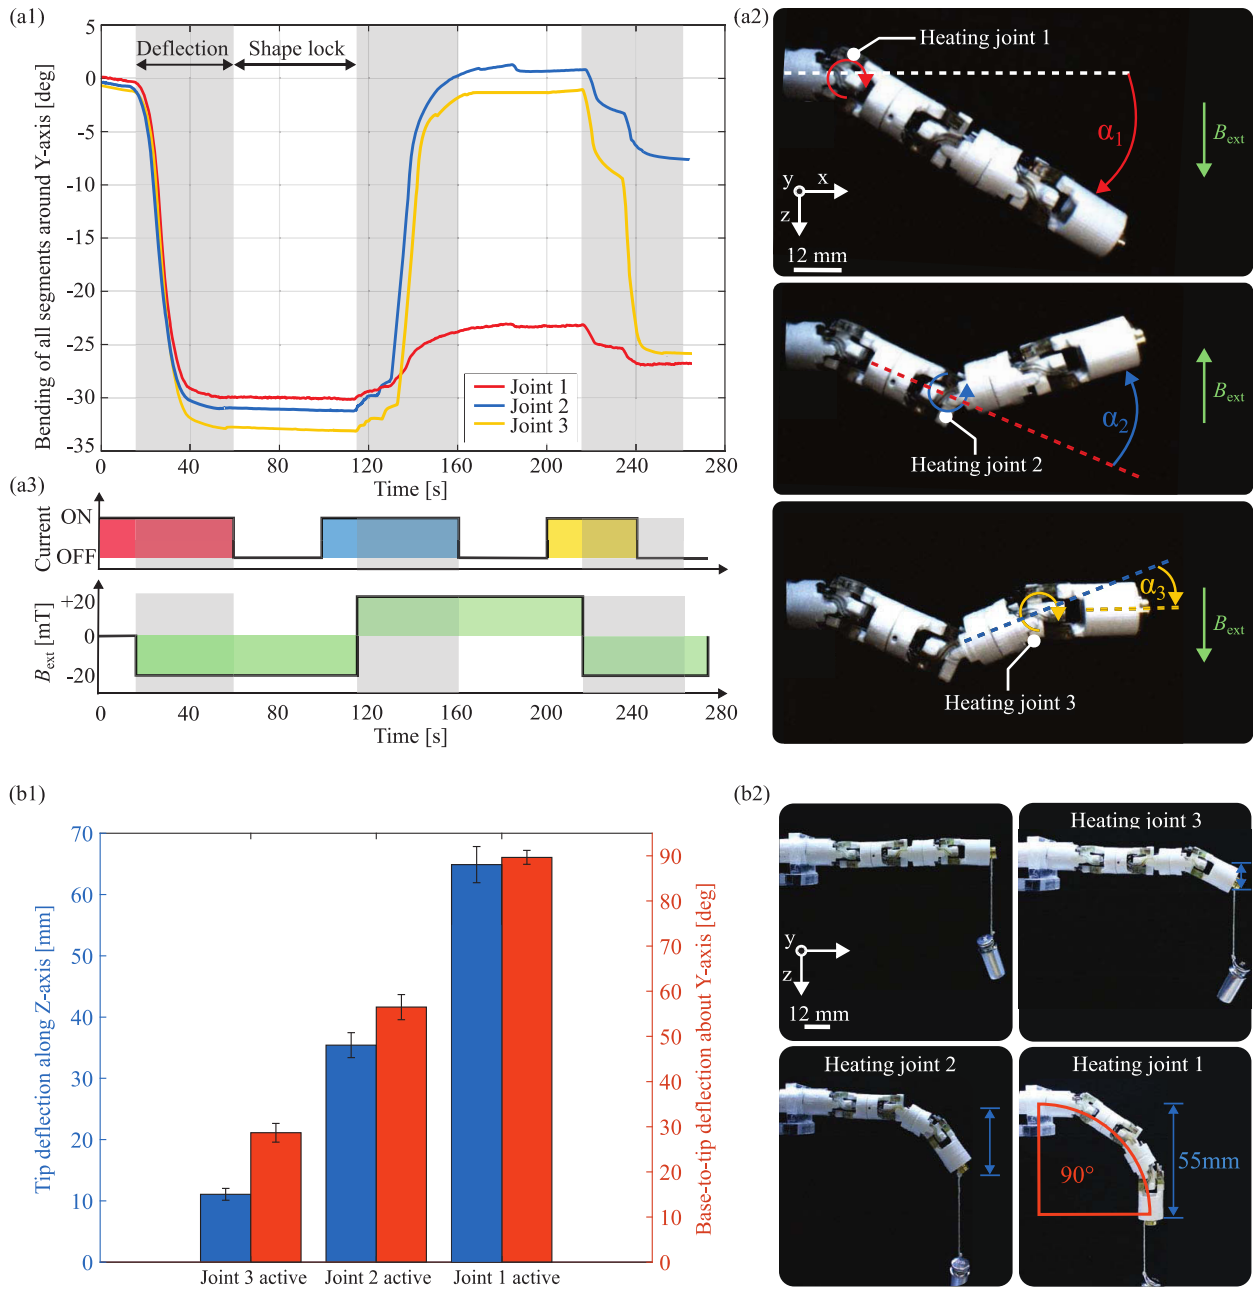 (a1)
Bending of all segments around Y-axis [deg]
5
0
-5
-10
-15
-20
-25
-30
-35
Deflection
Shape lock
Joint 1
Joint 2
Joint 3
0 40 80 120 160 200 240 280
Time [s]
(a2)
Heating joint 1
α1
Bext
y x
z
12 mm
α2
Bext
Heating joint 2
α3
Bext
Heating joint 3
(a3)
Current
ON
OFF
Bext [mT]
+20
0
-20
0 40 80 120 160 200 240 280
Time [s]
(b1)
Tip deflection along Z-axis [mm]
70
60
50
40
30
20
10
0
Base-to-tip deflection about Y-axis [deg]
90
80
70
60
50
40
30
20
10
0
Joint 3 active Joint 2 active Joint 1 active
(b2)
y
z
12 mm
Heating joint 3
Heating joint 2
Heating joint 1
90°
55mm